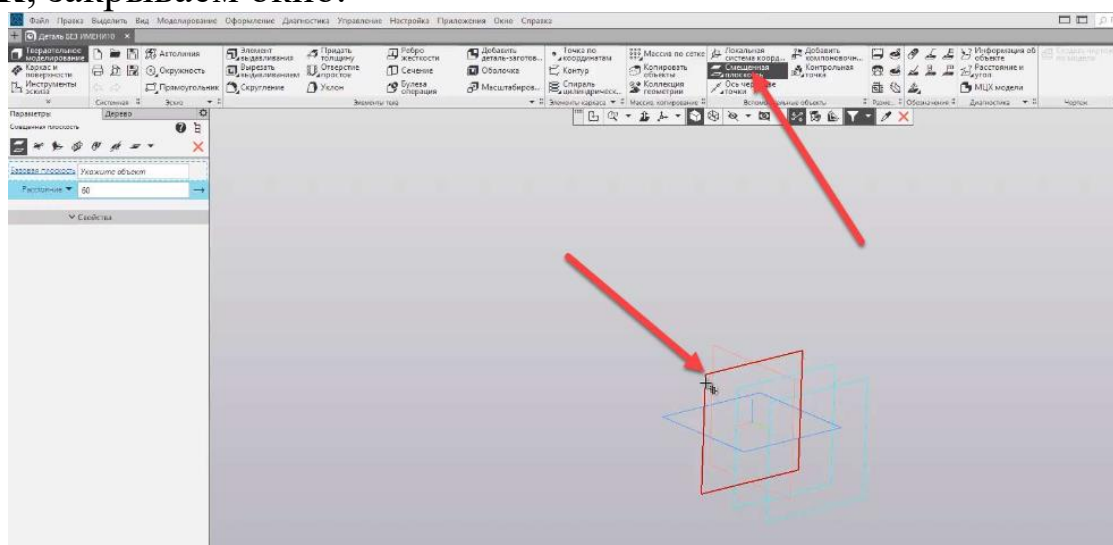 К, закрываем окно.
Файл Правка Выделить Вид Моделирование Оформление Диагностика Управление Настройка Приложения Окно Справка
Деталь БЕЗ ИМЕНИ10
Твердотельное моделирование
Каркас и поверхности
Инструменты эскиза
Автолиния
Окружность
Прямоугольник
Элемент выдавливания
Вырезать выдавливанием
Скругление
Придать толщину
Отверстие простое
Уклон
Ребро жесткости
Сечение
Булева операция
Добавить деталь-заготов...
Оболочка
Масштабиров...
Точка по координатам
Контур
Спираль цилиндрическ...
Массив по сетке
Копировать объекты
Коллекция геометрии
Локальная система коорд...
Смещенная плоскость
Ось через две точки
Добавить компоновочн...
Контрольная точка
Информация об объекте
Расстояние и угол
МЦХ модели
Системная
Эскиз
Элементы тела
Элементы каркаса
Массив, копирование
Вспомогательные объекты
Разме...
Обозначения
Диагностика
Чертеж
Параметры
Дерево
Смещенная плоскость
Базовая плоскость Укажите объект
Расстояние 60
Свойства